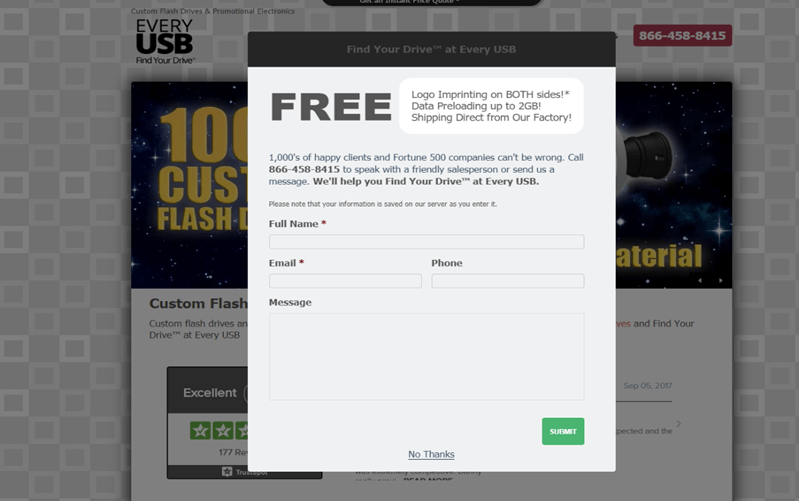 Custom Flash Drives & Promotional Electronics
Get an Instant Price Quote
EVERY
USB
Find Your Drive
866-458-8415
Find Your Drive™ at Every USB
FREE
Logo Imprinting on BOTH sides!*
Data Preloading up to 2GB!
Shipping Direct from Our Factory!
1,000's of happy clients and Fortune 500 companies can't be wrong. Call
866-458-8415 to speak with a friendly salesperson or send us a
message. We'll help you Find Your Drive™ at Every USB.
Please note that your information is saved on our server as you enter it.
Full Name *
Email *
Phone
Message
SUBMIT
No Thanks
100
CUST
FLASH D
aterial
Custom Flash
Custom flash drives an
ves and Find Your
Drive™ at Every USB
Excellent
Sep 05, 2017
pected and the
177 Rev
Trustpilot
READ MORE